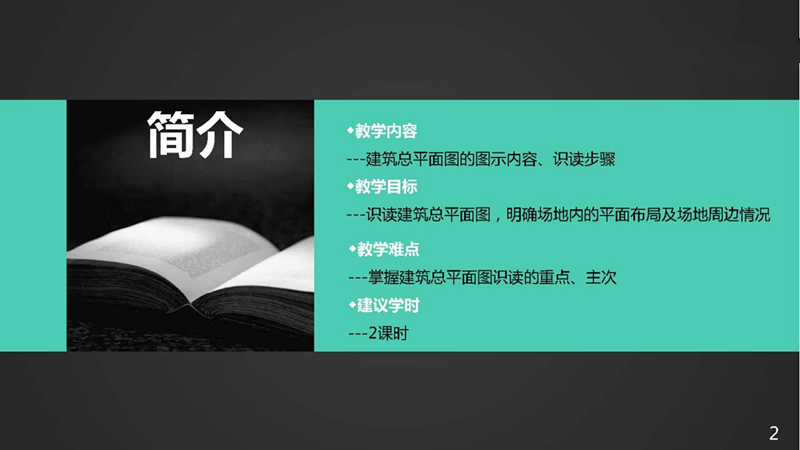 简介
◆教学内容
---建筑总平面图的图示内容、识读步骤
◆教学目标
---识读建筑总平面图，明确场地内的平面布局及场地周边情况
◆教学难点
---掌握建筑总平面图识读的重点、主次
◆建议学时
---2课时
2